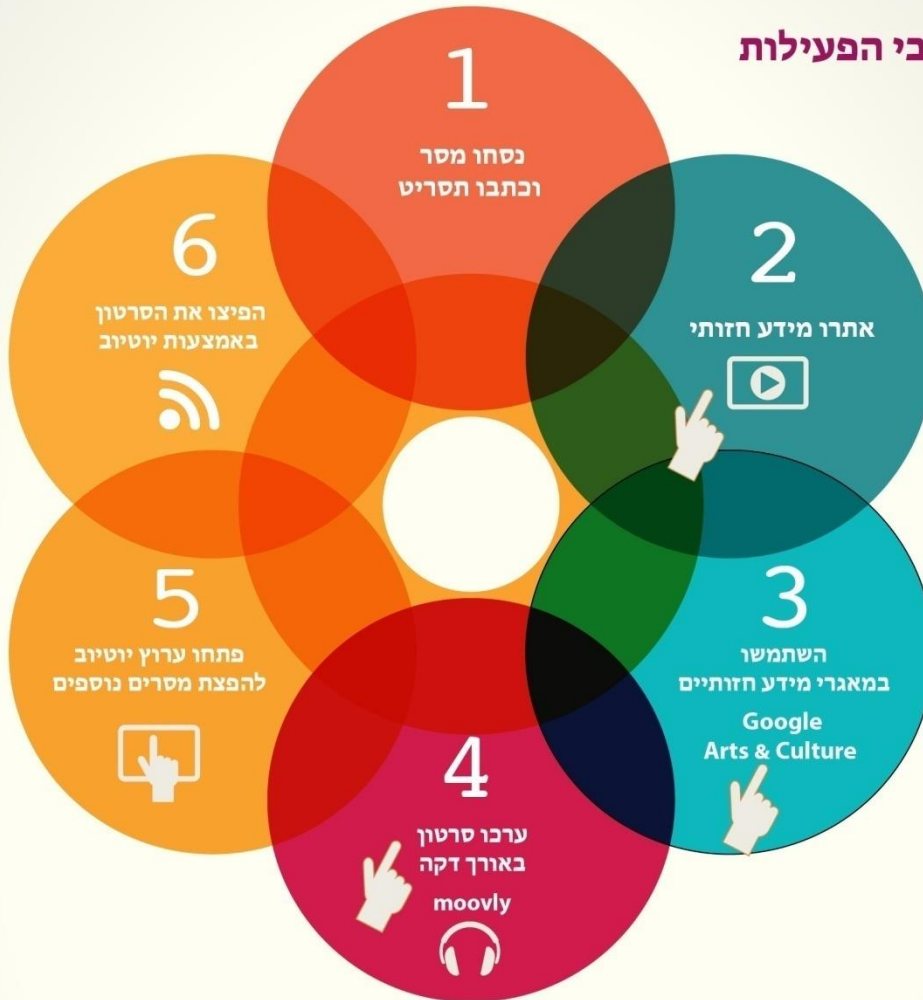 בי הפעילות
1
נסחו מסר
וכתבו תסריט
2
אתרו מידע חזותי
3
השתמשו
במאגרי מידע חזותיים
Google
Arts & Culture
4
ערכו סרטון
באורך דקה
moovly
5
פתחו ערוץ יוטיוב
להפצת מסרים נוספים
6
הפיצו את הסרטון
באמצעות יוטיוב